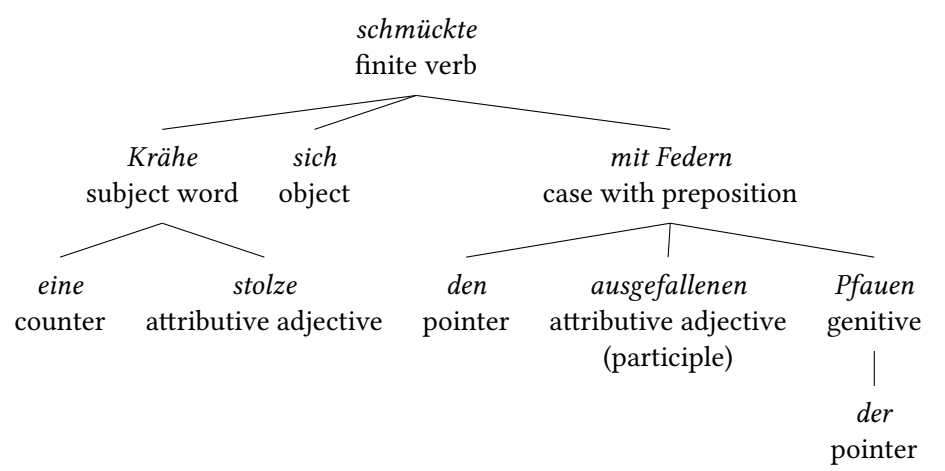 schmückte
finite verb
Krähe sich mit Federn
subject word object case with preposition
eine stolze den ausgefallenen Pfauen
counter attributive adjective pointer attributive adjective genitive
(participle)
der
pointer